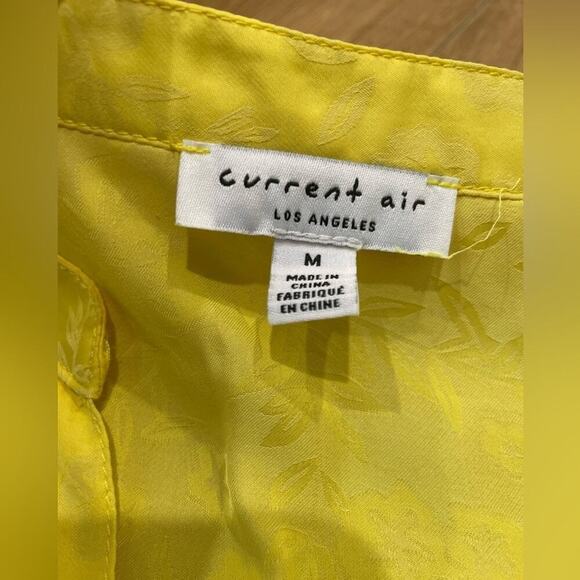 current air
LOS ANGELES
M
MADE IN
CHINA
FABRIQUÉ
EN CHINE